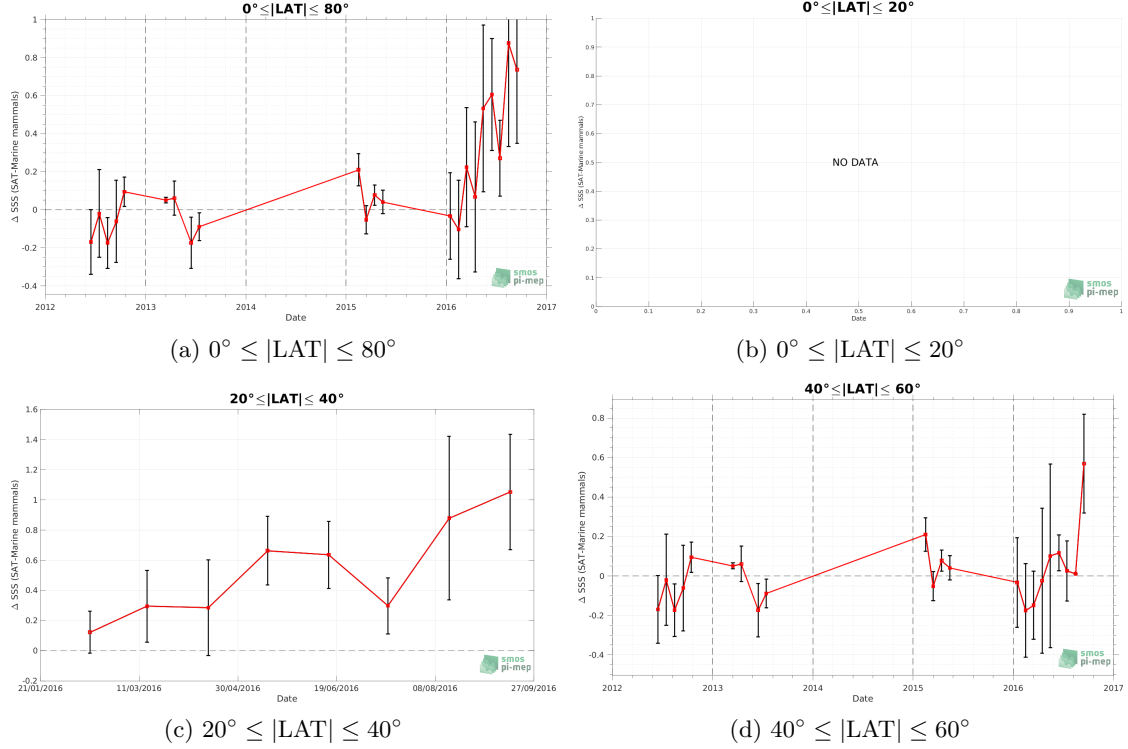 0°≤|LAT|≤ 80°
Δ SSS (SAT-Marine mammals)
1
0.8
0.6
0.4
0.2
0
-0.2
-0.4
2012 2013 2014 2015 2016 2017
Date
smos
pi-mep
(a) 0° ≤ |LAT| ≤ 80°
0°≤|LAT|≤ 20°
Δ SSS (SAT-Marine mammals)
1
0.9
0.8
0.7
0.6
0.5
0.4
0.3
0.2
0.1
0
NO DATA
0 0.1 0.2 0.3 0.4 0.5 0.6 0.7 0.8 0.9 1
Date
smos
pi-mep
(b) 0° ≤ |LAT| ≤ 20°
20°≤|LAT|≤ 40°
Δ SSS (SAT-Marine mammals)
1.6
1.4
1.2
1
0.8
0.6
0.4
0.2
0
-0.2
21/01/2016 11/03/2016 30/04/2016 19/06/2016 08/08/2016 27/09/2016
Date
smos
pi-mep
(c) 20° ≤ |LAT| ≤ 40°
40°≤|LAT|≤ 60°
Δ SSS (SAT-Marine mammals)
0.8
0.6
0.4
0.2
0
-0.2
-0.4
2012 2013 2014 2015 2016 2017
Date
smos
pi-mep
(d) 40° ≤ |LAT| ≤ 60°